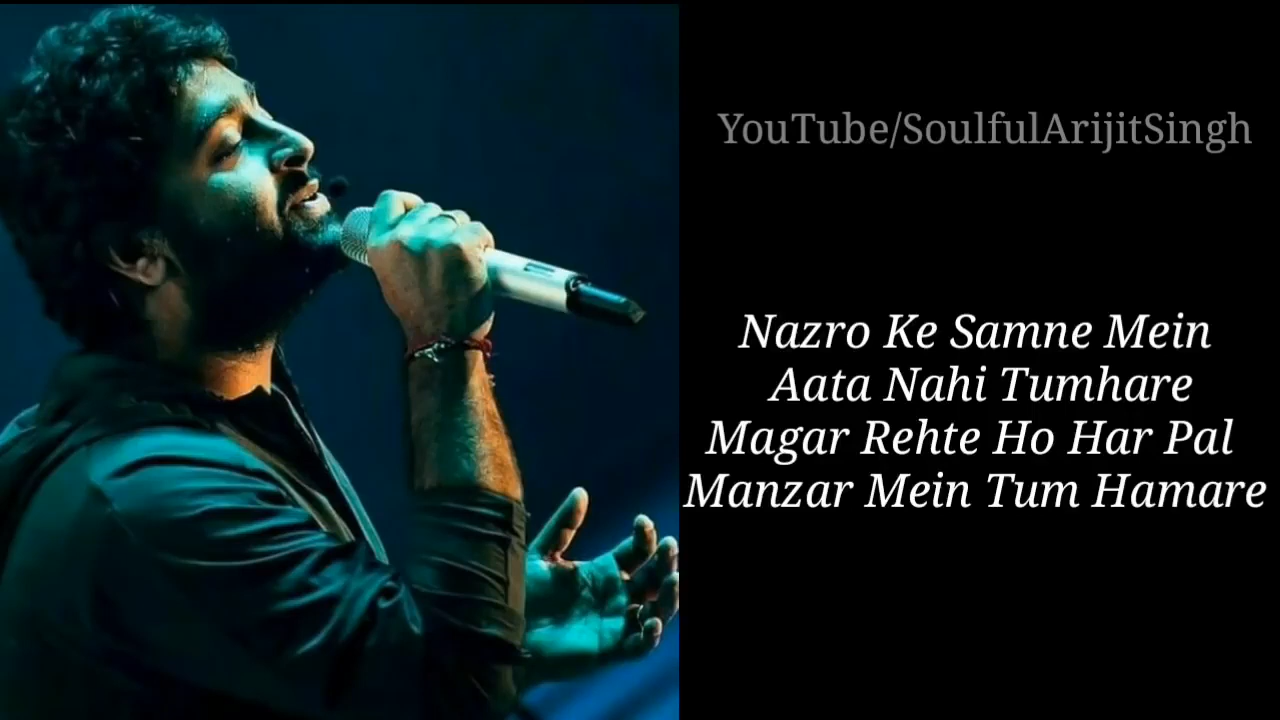 YouTube/SoulfulArijitSingh
Nazro Ke Samne Mein
Aata Nahi Tumhare
Magar Rehte Ho Har Pal
Manzar Mein Tum Hamare